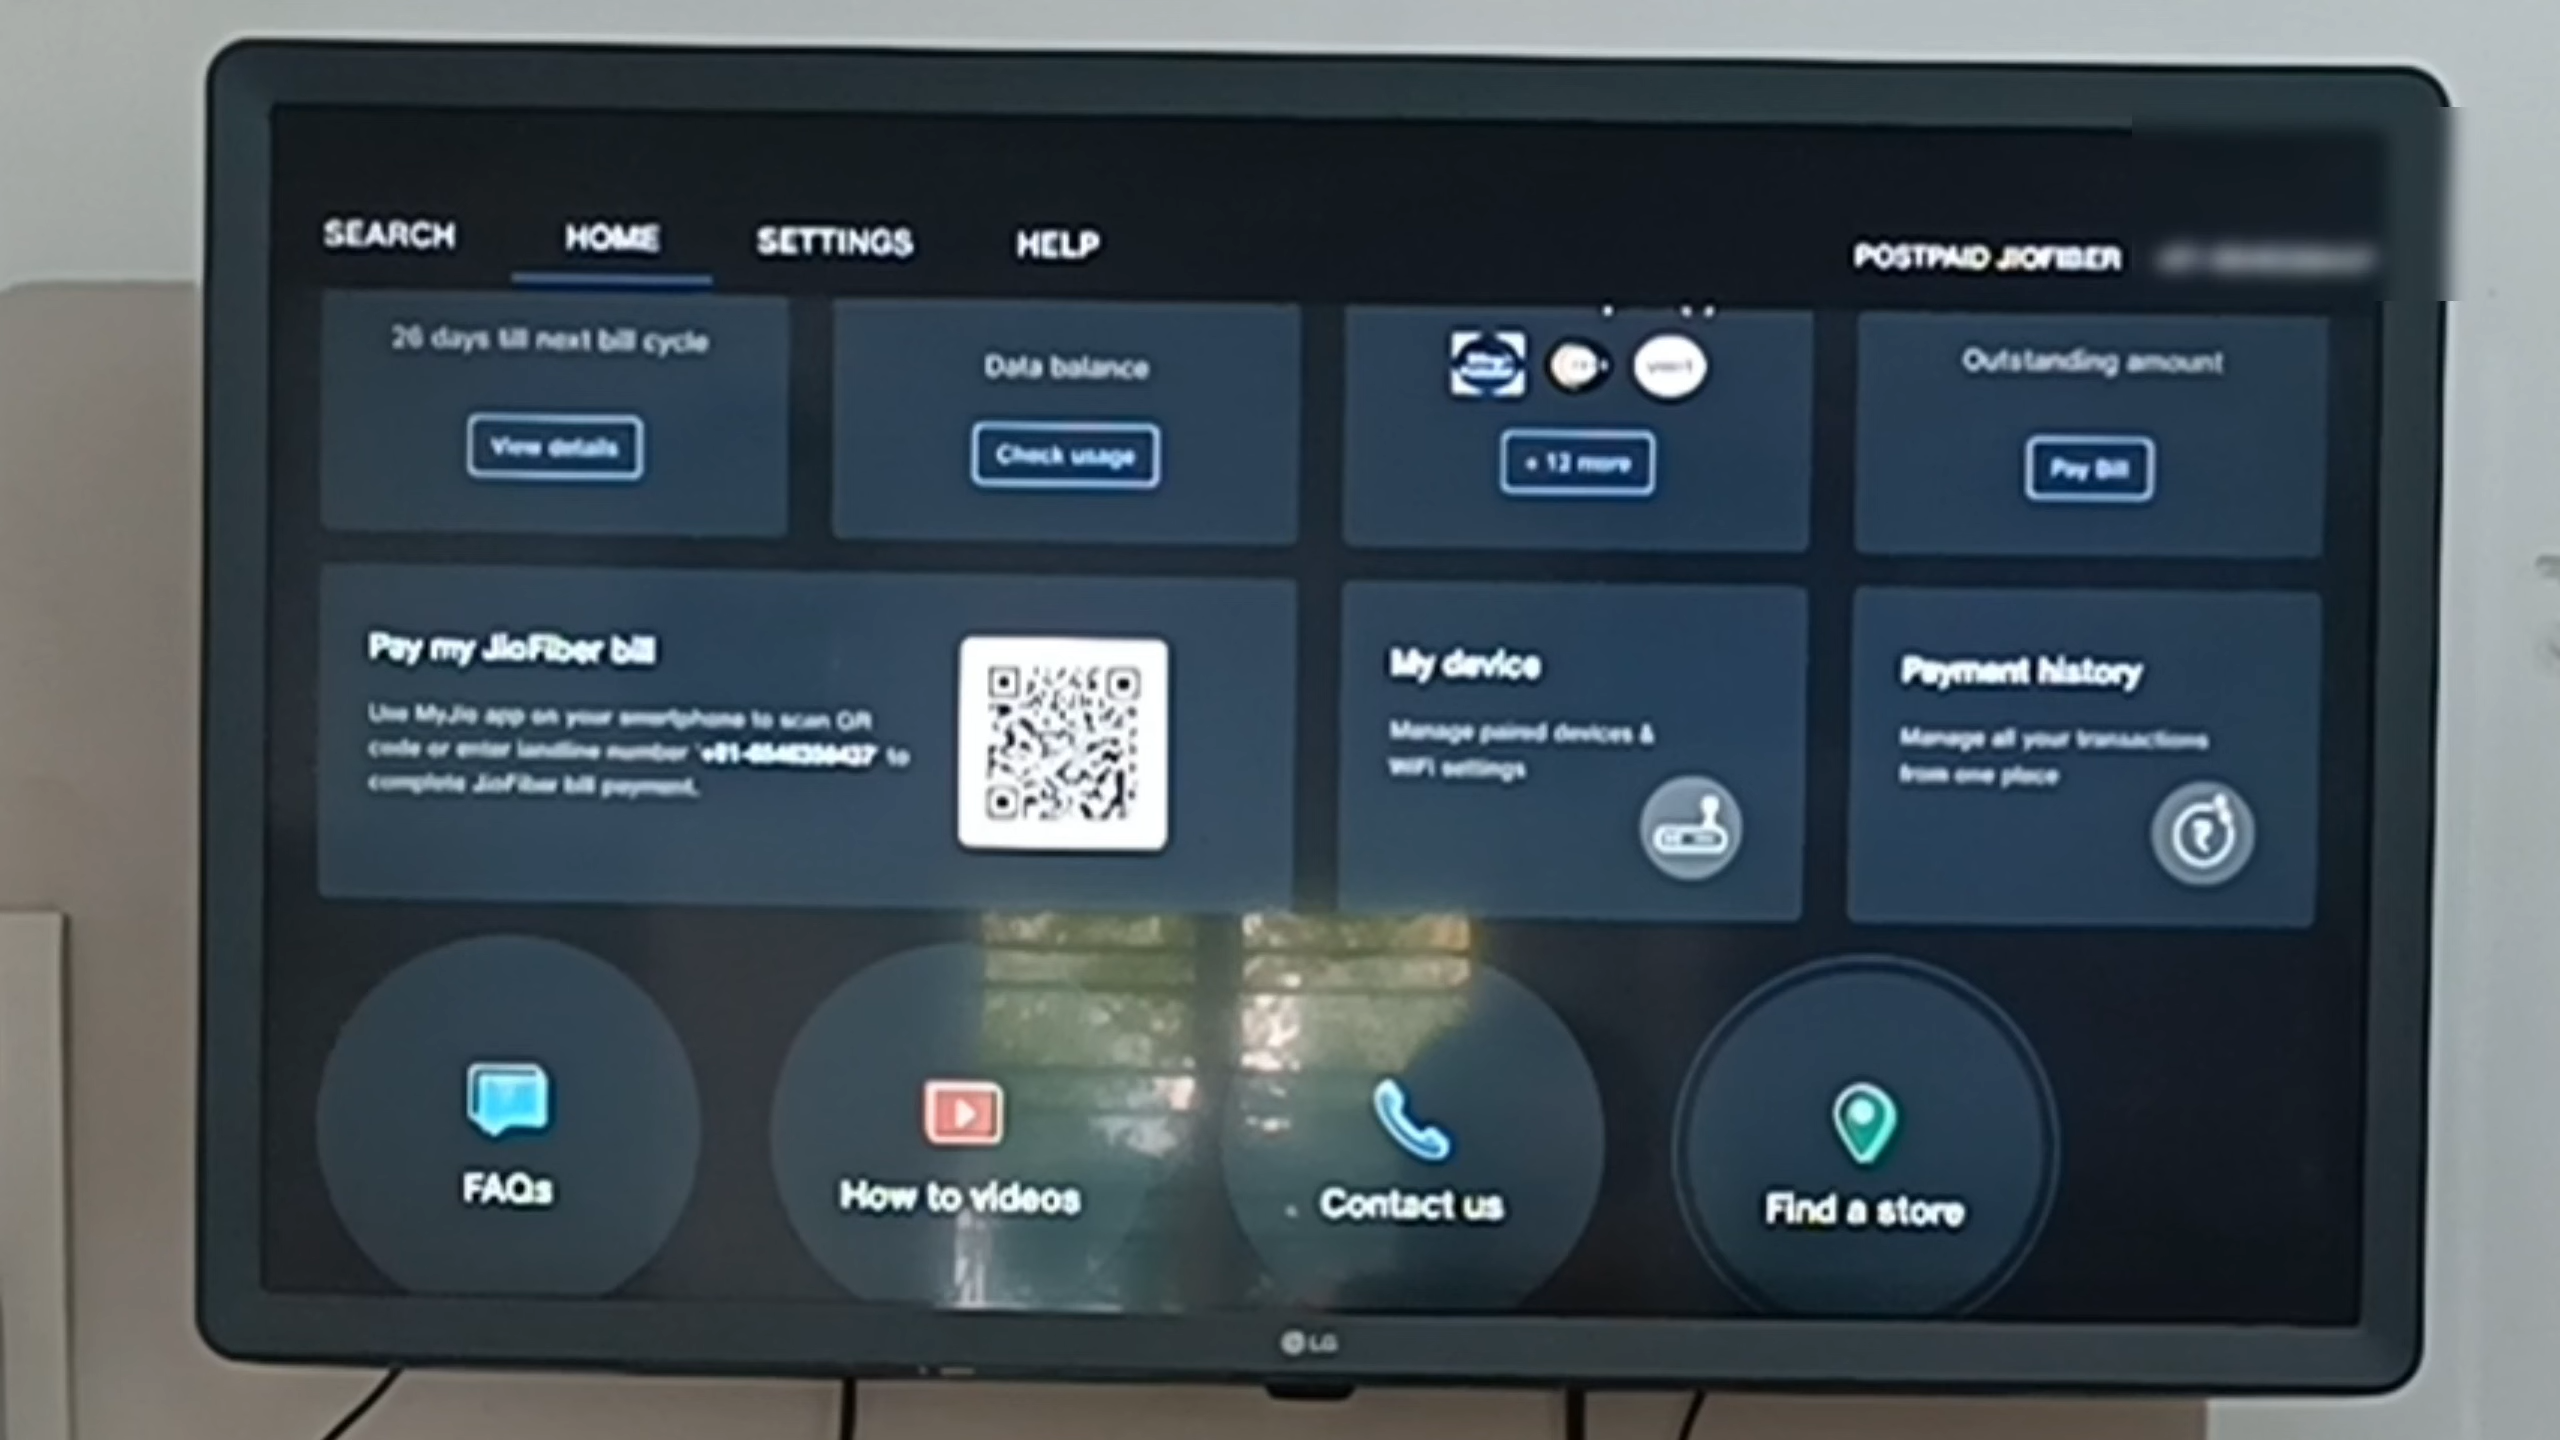 SEARCH HOME SETTINGS HELP POSTPAID JIOFIBER
26 days till next bill cycle
View details
Data balance
Check usage
+ 12 more
Outstanding amount
Pay Bill
Pay my JioFiber bill
Use MyJio app on your smartphone to scan QR
code or enter landline number to
complete JioFiber bill payment.
My device
Manage paired devices &
WiFi settings
Payment history
Manage all your transactions
from one place
FAQs
How to videos
Contact us
Find a store
LG